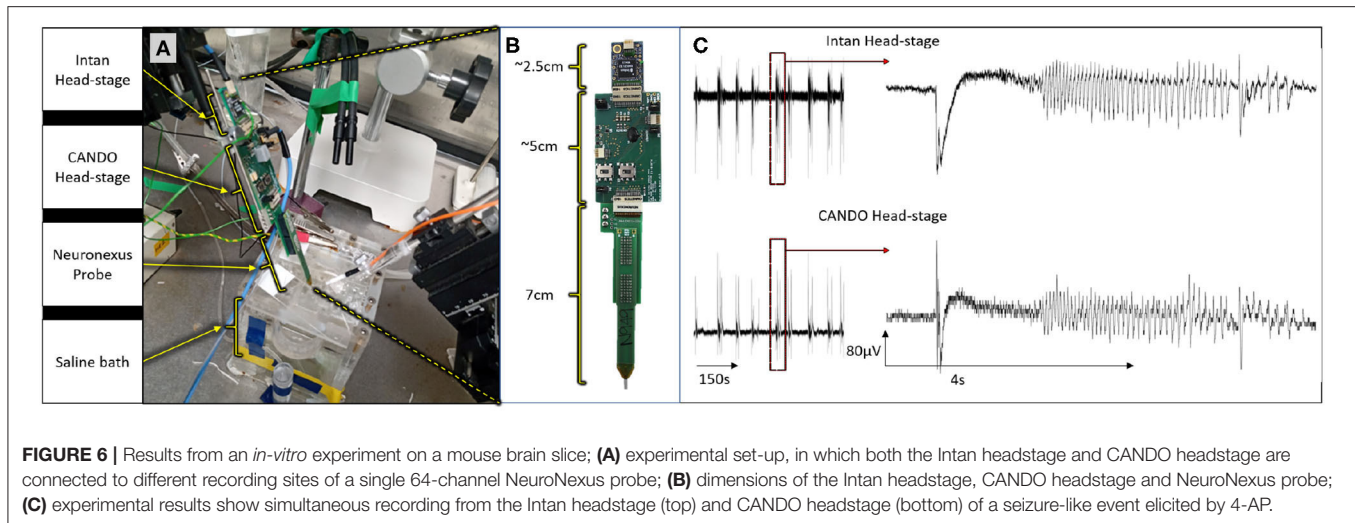 Intan
Head-stage
CANDO
Head-stage
Neuronexus
Probe
Saline bath
A
B
~2.5cm
~5cm
7cm
C
Intan Head-stage
CANDO Head-stage
150s
80µV
4s
FIGURE 6 | Results from an in-vitro experiment on a mouse brain slice; (A) experimental set-up, in which both the Intan headstage and CANDO headstage are
connected to different recording sites of a single 64-channel NeuroNexus probe; (B) dimensions of the Intan headstage, CANDO headstage and NeuroNexus probe;
(C) experimental results show simultaneous recording from the Intan headstage (top) and CANDO headstage (bottom) of a seizure-like event elicited by 4-AP.